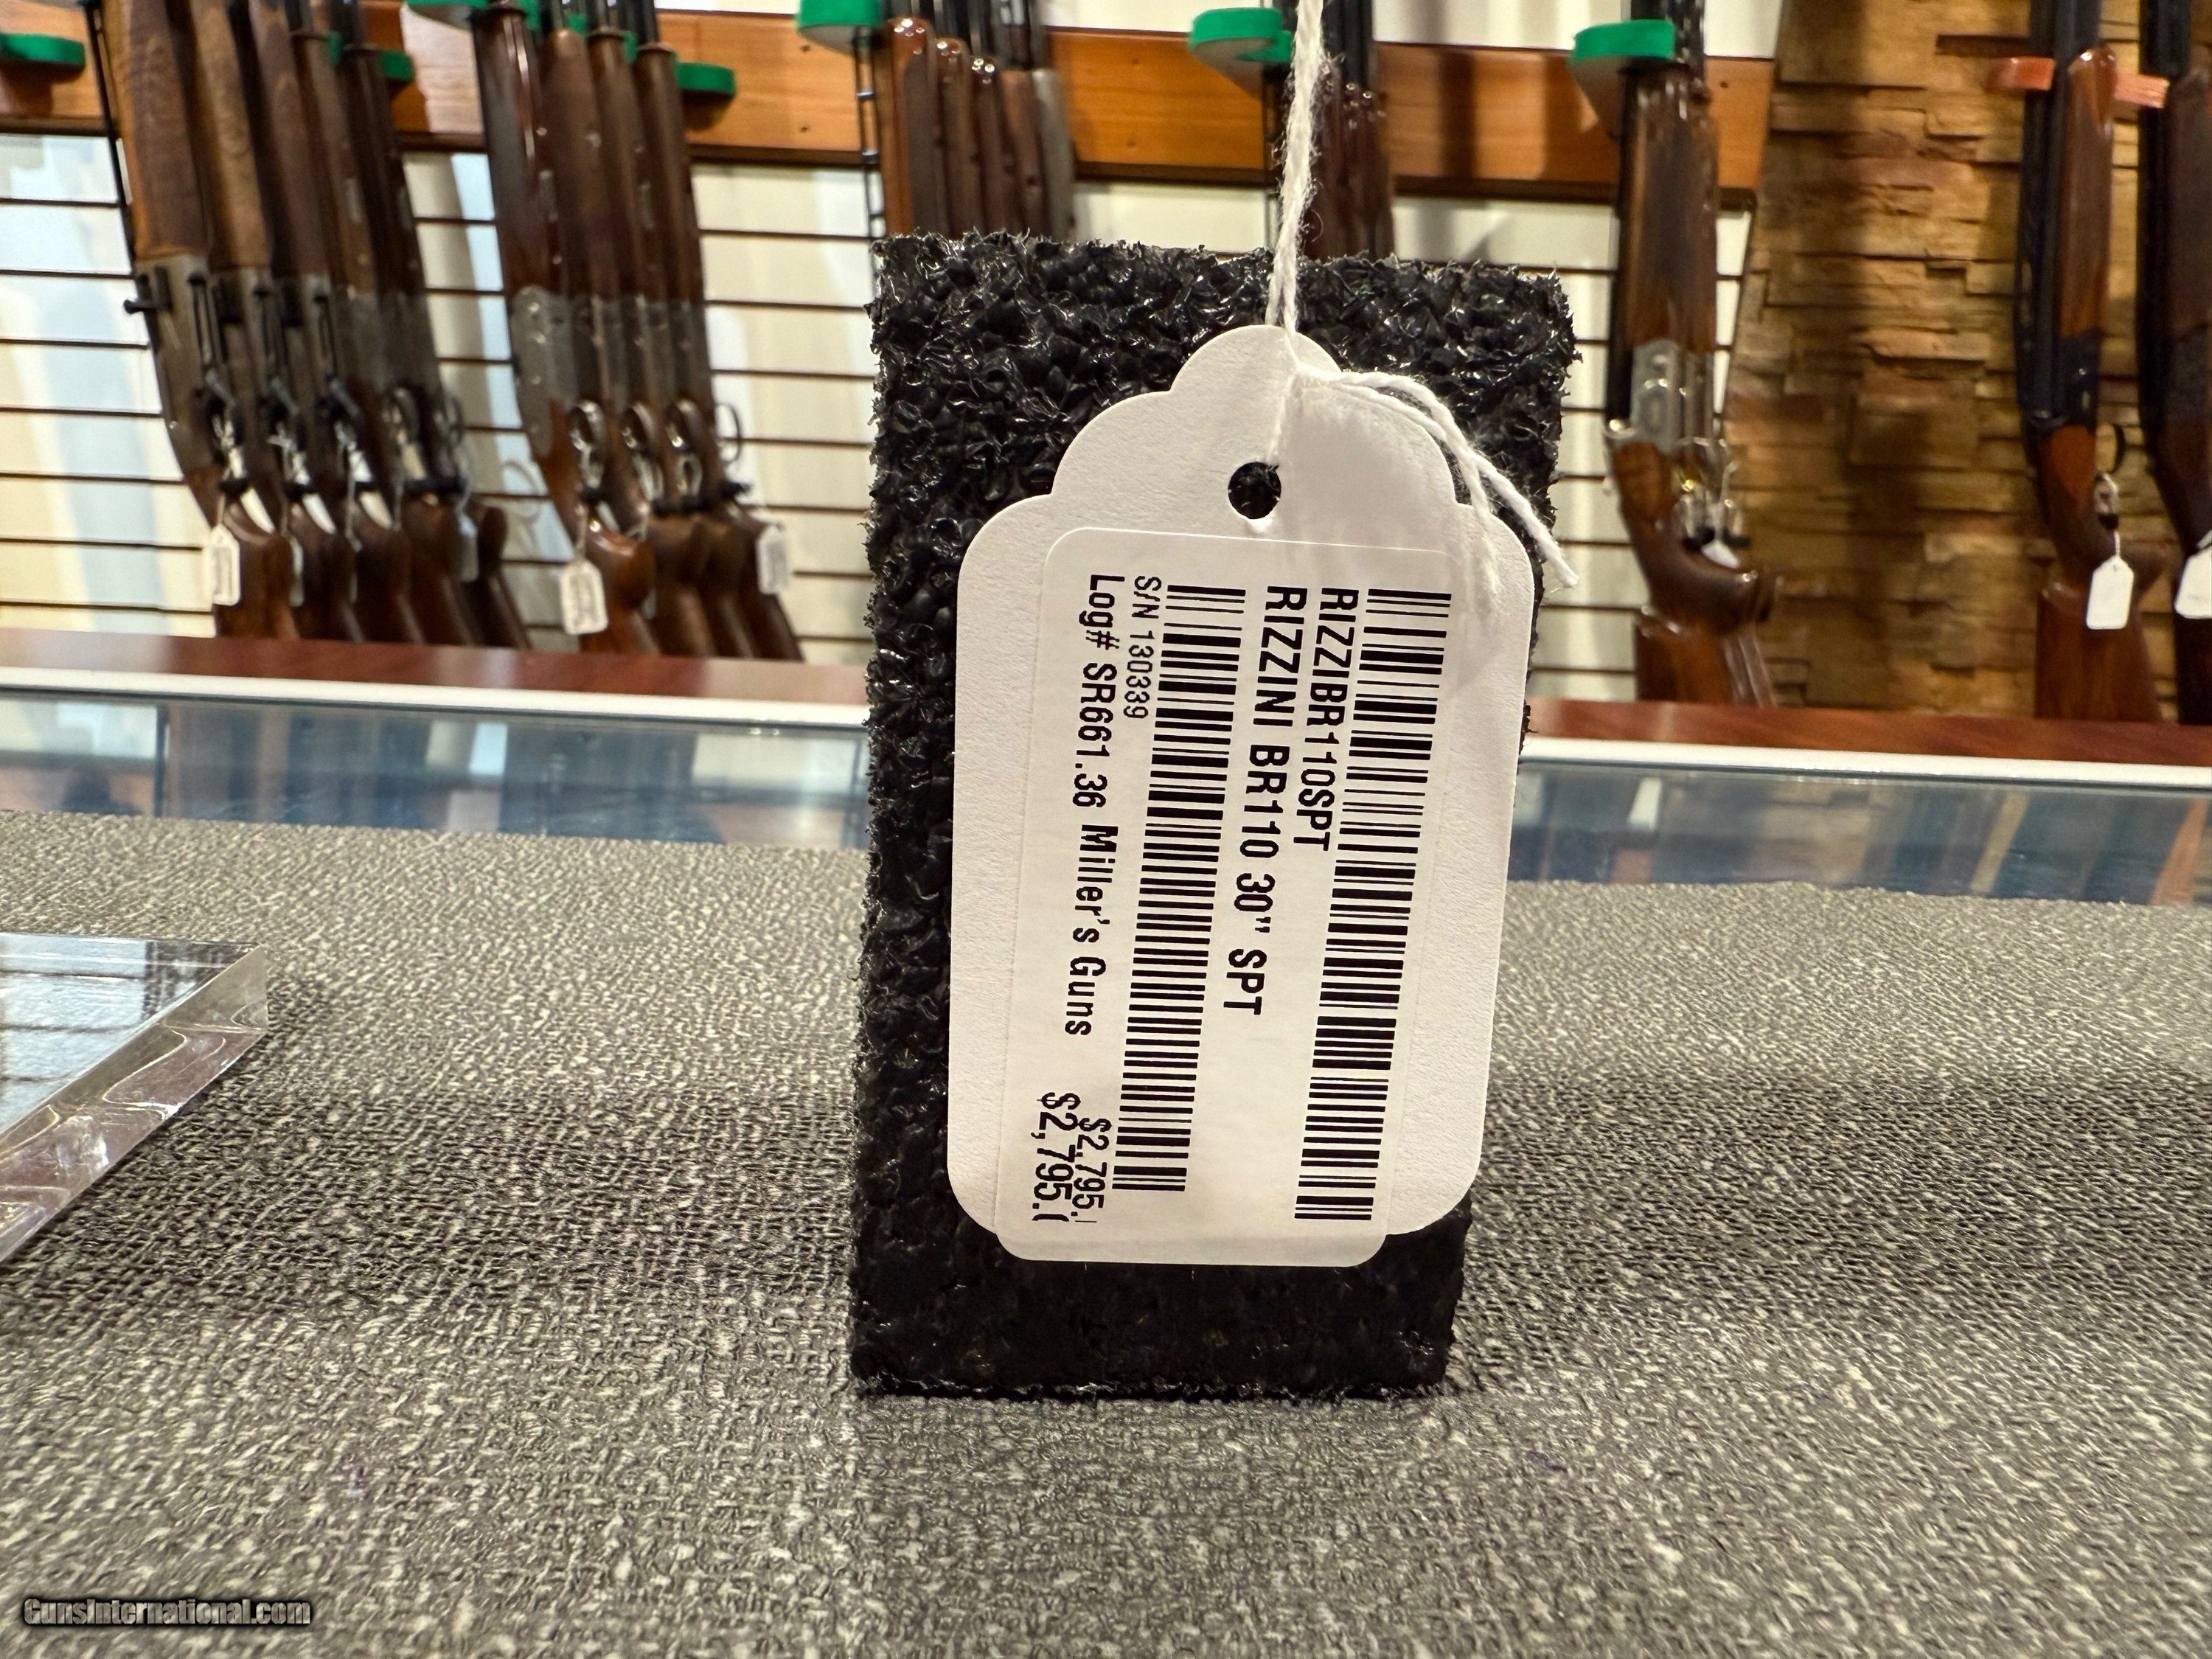 RIZZIBR110SPT
RIZZINI BR110 30" SPT
S/N 130339
$2,795.
Log# SR661.36 Miller's Guns
$2,795.
GunsInternational.com